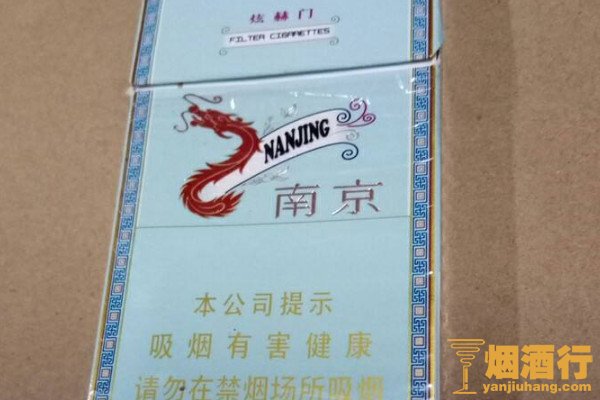 炫赫门
FILTER CIGARETTES
NANJING
南京
本公司提示
吸烟有害健康
请勿在禁烟场所吸烟
烟酒行
yanjiuhang.com